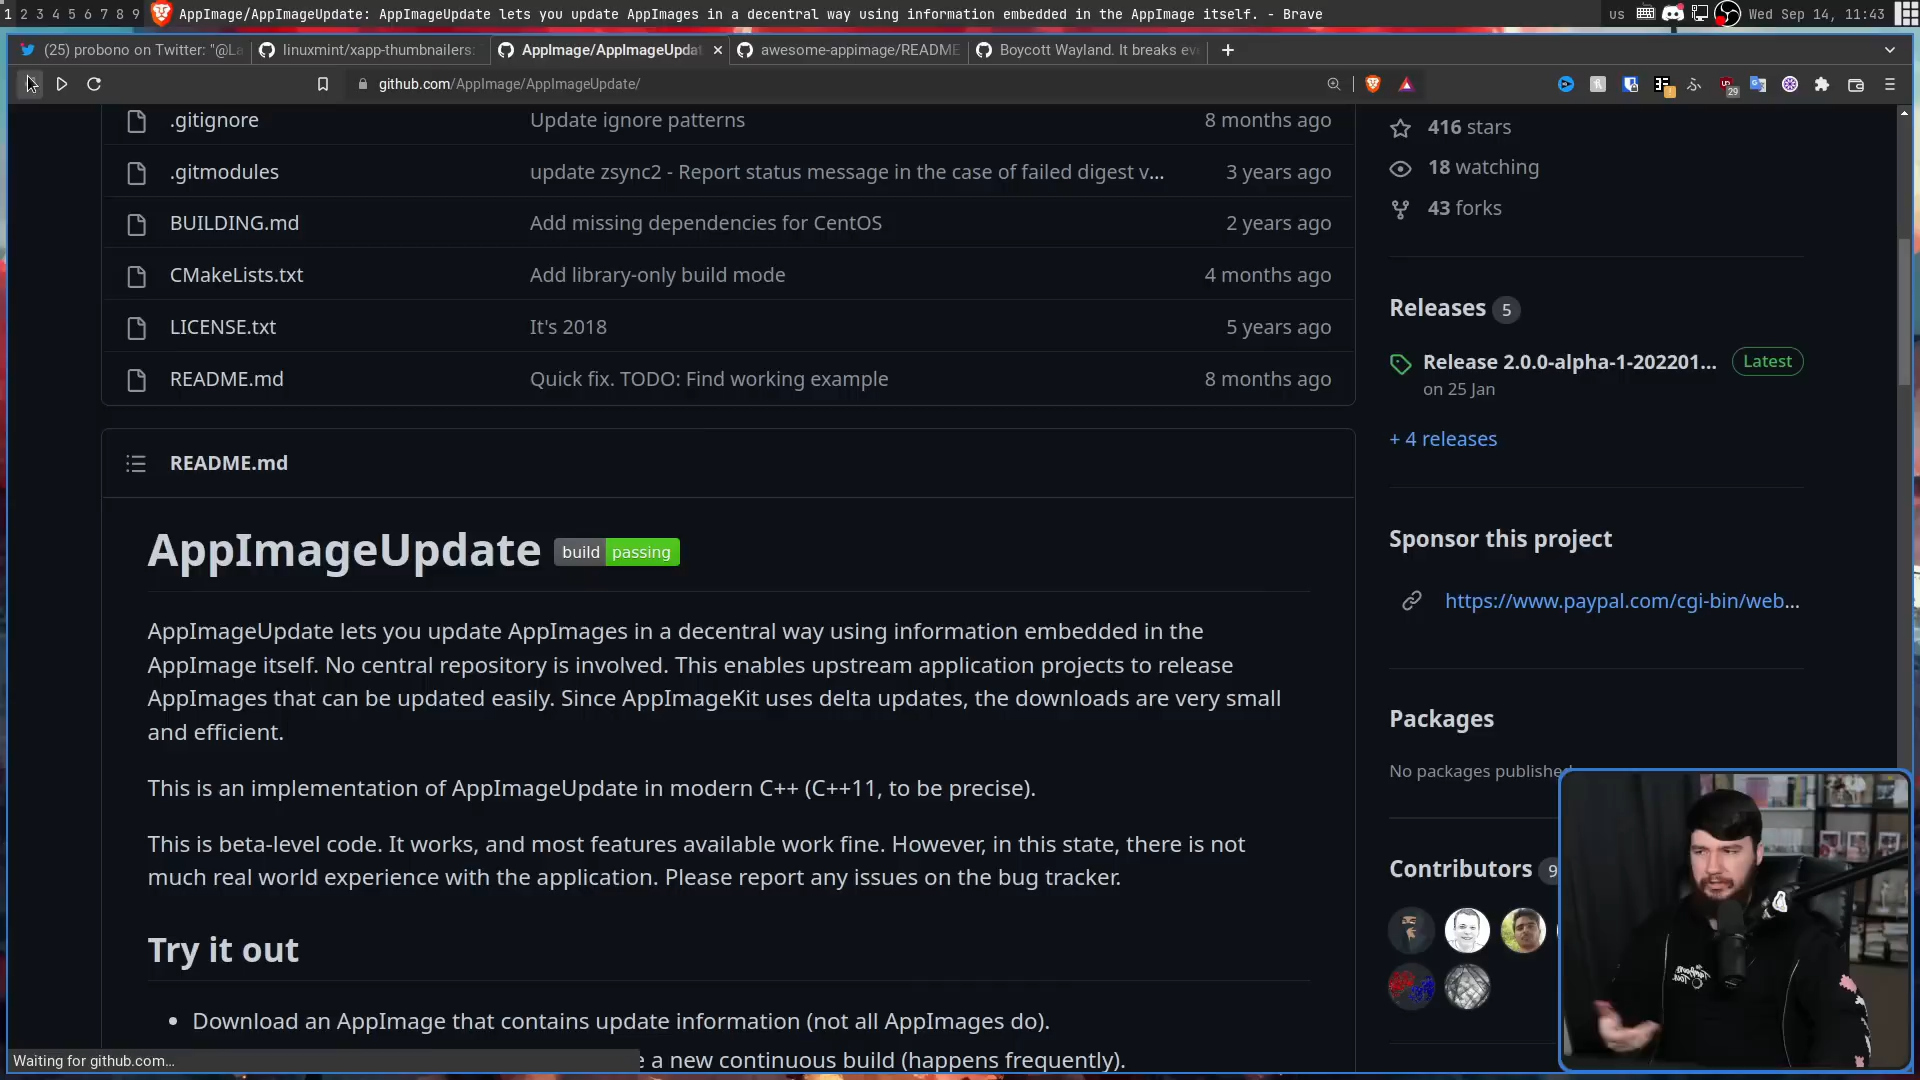 1 2 3 4 5 6 7 8 9 AppImage/AppImageUpdate: AppImageUpdate lets you update AppImages in a decentral way using information embedded in the AppImage itself. - Brave us Wed Sep 14, 11:43
(25) probono on Twitter: "@La linuxmint/xapp-thumbnailers: AppImage/AppImageUpdat awesome-appimage/README Boycott Wayland. It breaks eve
github.com/AppImage/AppImageUpdate/ 29
.gitignore Update ignore patterns 8 months ago
.gitmodules update zsync2 - Report status message in the case of failed digest v... 3 years ago
BUILDING.md Add missing dependencies for CentOS 2 years ago
CMakeLists.txt Add library-only build mode 4 months ago
LICENSE.txt It's 2018 5 years ago
README.md Quick fix. TODO: Find working example 8 months ago
README.md
AppImageUpdate build passing
AppImageUpdate lets you update AppImages in a decentral way using information embedded in the
AppImage itself. No central repository is involved. This enables upstream application projects to release
AppImages that can be updated easily. Since AppImageKit uses delta updates, the downloads are very small
and efficient.
This is an implementation of AppImageUpdate in modern C++ (C++11, to be precise).
This is beta-level code. It works, and most features available work fine. However, in this state, there is not
much real world experience with the application. Please report any issues on the bug tracker.
Try it out
• Download an AppImage that contains update information (not all AppImages do).
e a new continuous build (happens frequently).
Waiting for github.com...
416 stars
18 watching
43 forks
Releases 5
Release 2.0.0-alpha-1-202201... Latest
on 25 Jan
+ 4 releases
Sponsor this project
https://www.paypal.com/cgi-bin/web...
Packages
No packages published
Contributors 9